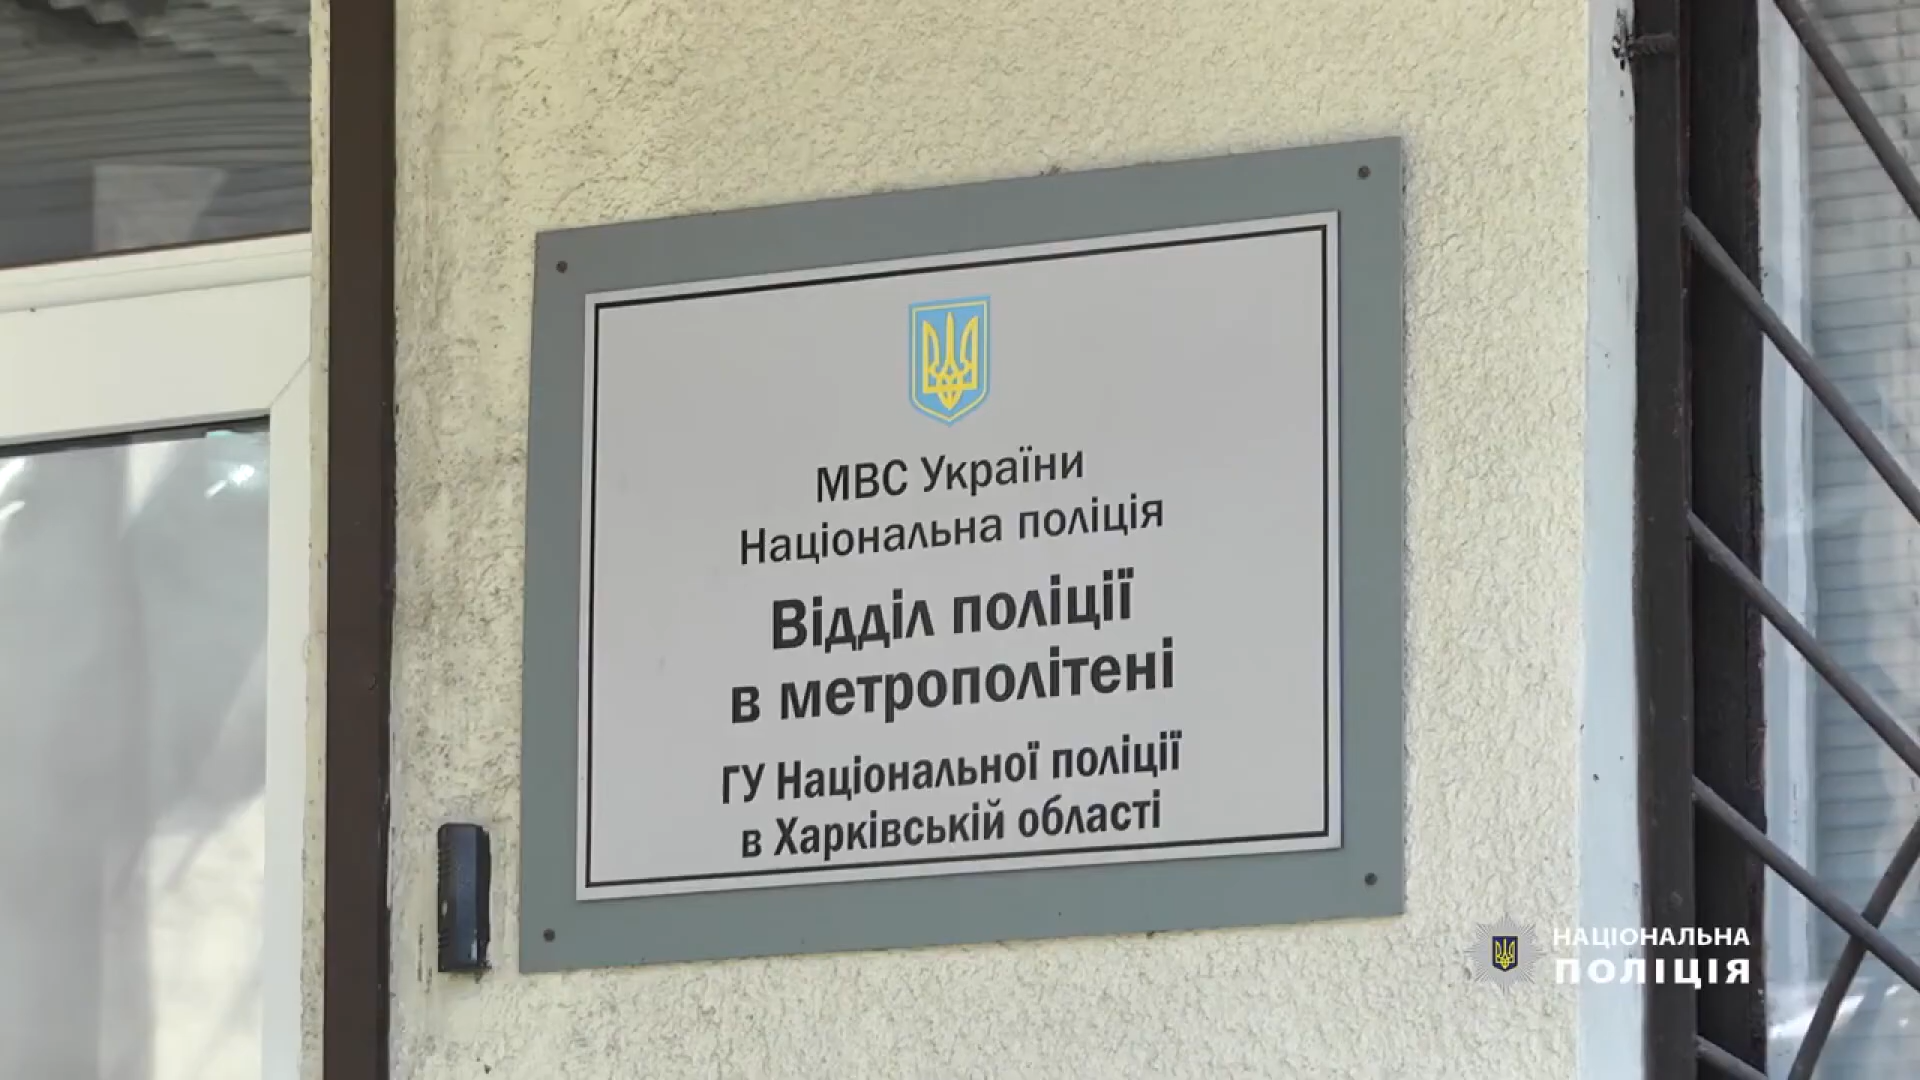 МВС України
Національна поліція
Відділ поліції
в метрополітені
ГУ Національної поліції
в Харківській області
НАЦІОНАЛЬНА
ПОЛІЦІЯ